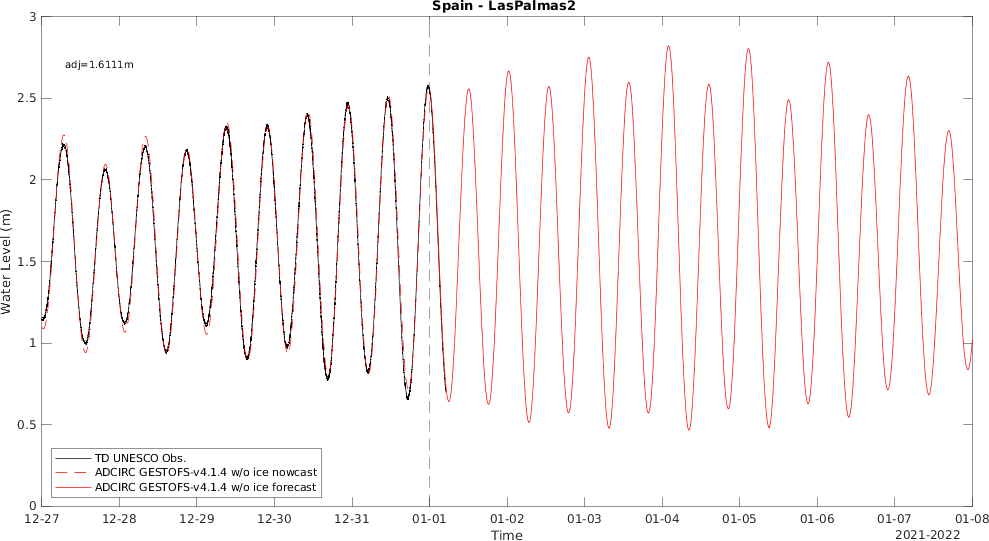 Spain - LasPalmas2
adj=1.6111m
Water Level (m)
3
2.5
2
1.5
1
0.5
0
TD UNESCO Obs.
ADCIRC GESTOFS-v4.1.4 w/o ice nowcast
ADCIRC GESTOFS-v4.1.4 w/o ice forecast
12-27 12-28 12-29 12-30 12-31 01-01 01-02 01-03 01-04 01-05 01-06 01-07 01-08
Time
2021-2022